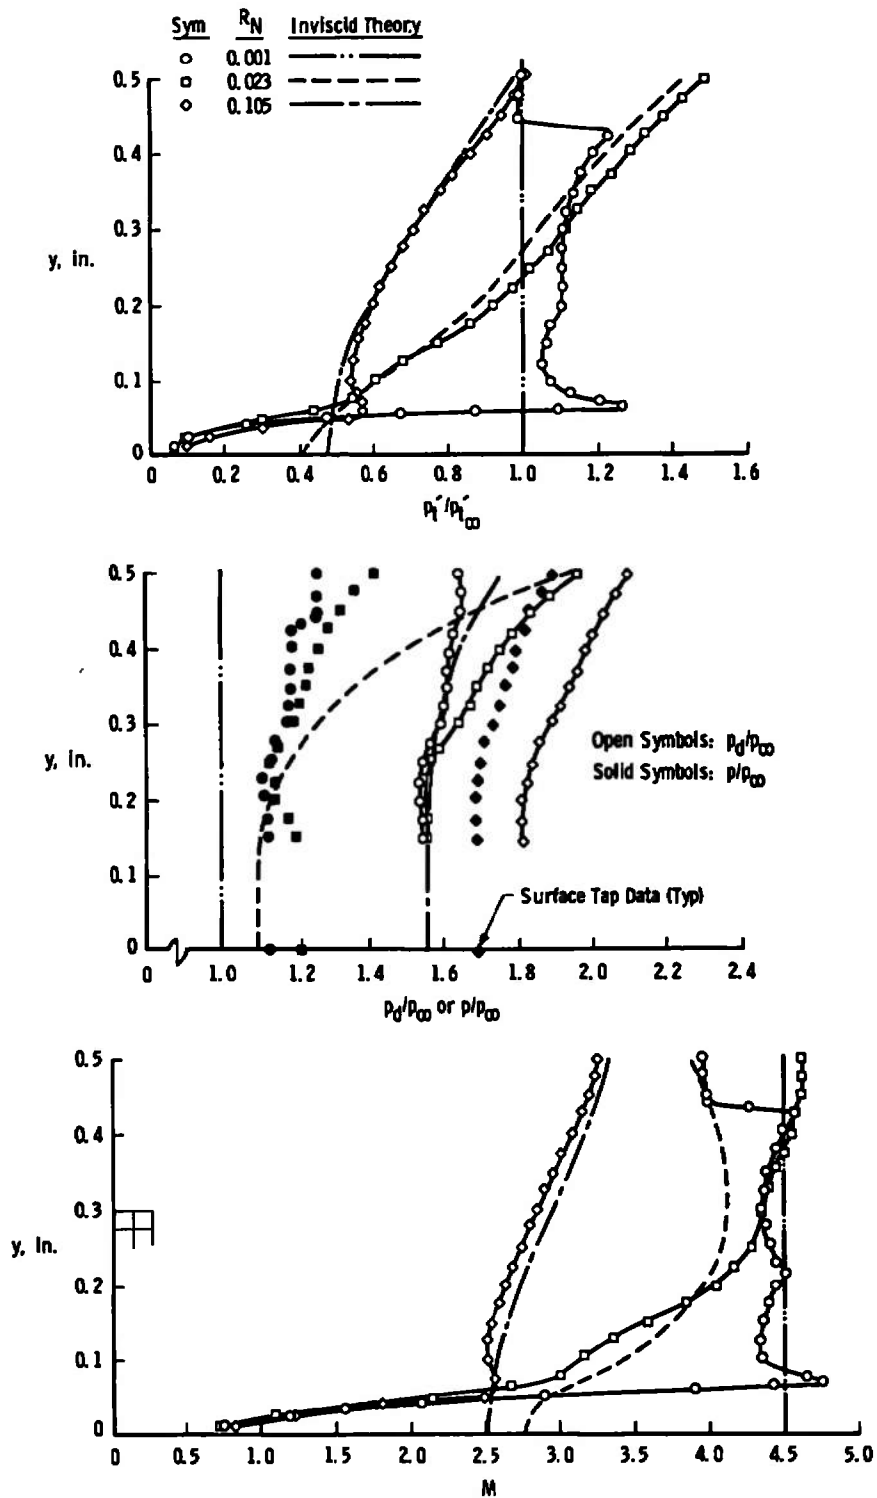 Sym R_N Inviscid Theory
0.001
0.023
0.105
0.5
0.4
0.3
y, in.
0.2
0.1
0
0 0.2 0.4 0.6 0.8 1.0 1.2 1.4 1.6
p_t´/p_t´∞
0.5
0.4
0.3
Open Symbols: p_d/p∞
y, in.
Solid Symbols: p/p∞
0.2
0.1
Surface Tap Data (Typ)
0
0 1.0 1.2 1.4 1.6 1.8 2.0 2.2 2.4
p_d/p∞ or p/p∞
0.5
0.4
0.3
y, in.
0.2
0.1
0
0 0.5 1.0 1.5 2.0 2.5 3.0 3.5 4.0 4.5 5.0
M